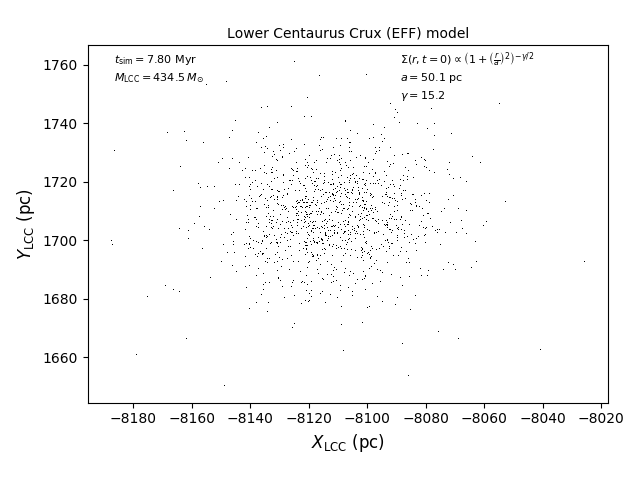 Lower Centaurus Crux (EFF) model
t_sim = 7.80 Myr
M_LCC = 434.5 M_⊙
Σ(r, t = 0) ∝ (1 + (r/a)^2)^{−γ/2}
a = 50.1 pc
γ = 15.2
Y_LCC (pc)
1760
1740
1720
1700
1680
1660
−8180 −8160 −8140 −8120 −8100 −8080 −8060 −8040 −8020
X_LCC (pc)